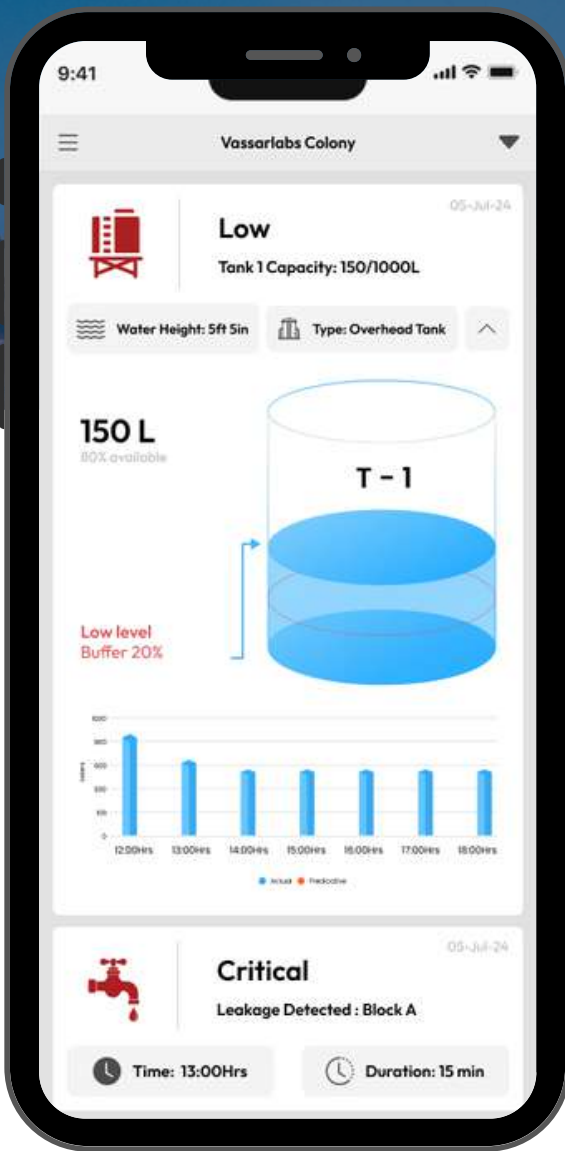 9:41
Vassarlabs Colony
05-Jul-24
Low
Tank 1 Capacity: 150/1000L
Water Height: 5ft 5in
Type: Overhead Tank
150 L
80% available
T - 1
Low level
Buffer 20%
12:00Hrs 13:00Hrs 14:00Hrs 15:00Hrs 16:00Hrs 17:00Hrs 18:00Hrs
Actual Predicative
05-Jul-24
Critical
Leakage Detected : Block A
Time: 13:00Hrs
Duration: 15 min